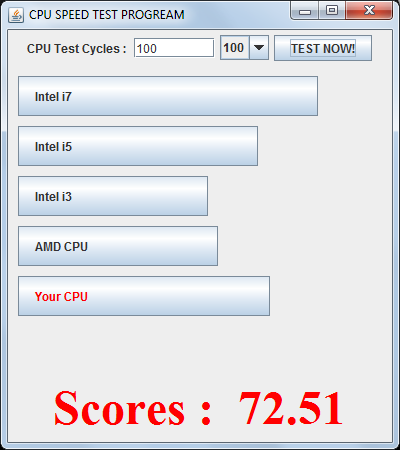 CPU SPEED TEST PROGREAM
CPU Test Cycles : 100 100 TEST NOW!
Intel i7
Intel i5
Intel i3
AMD CPU
Your CPU
Scores : 72.51